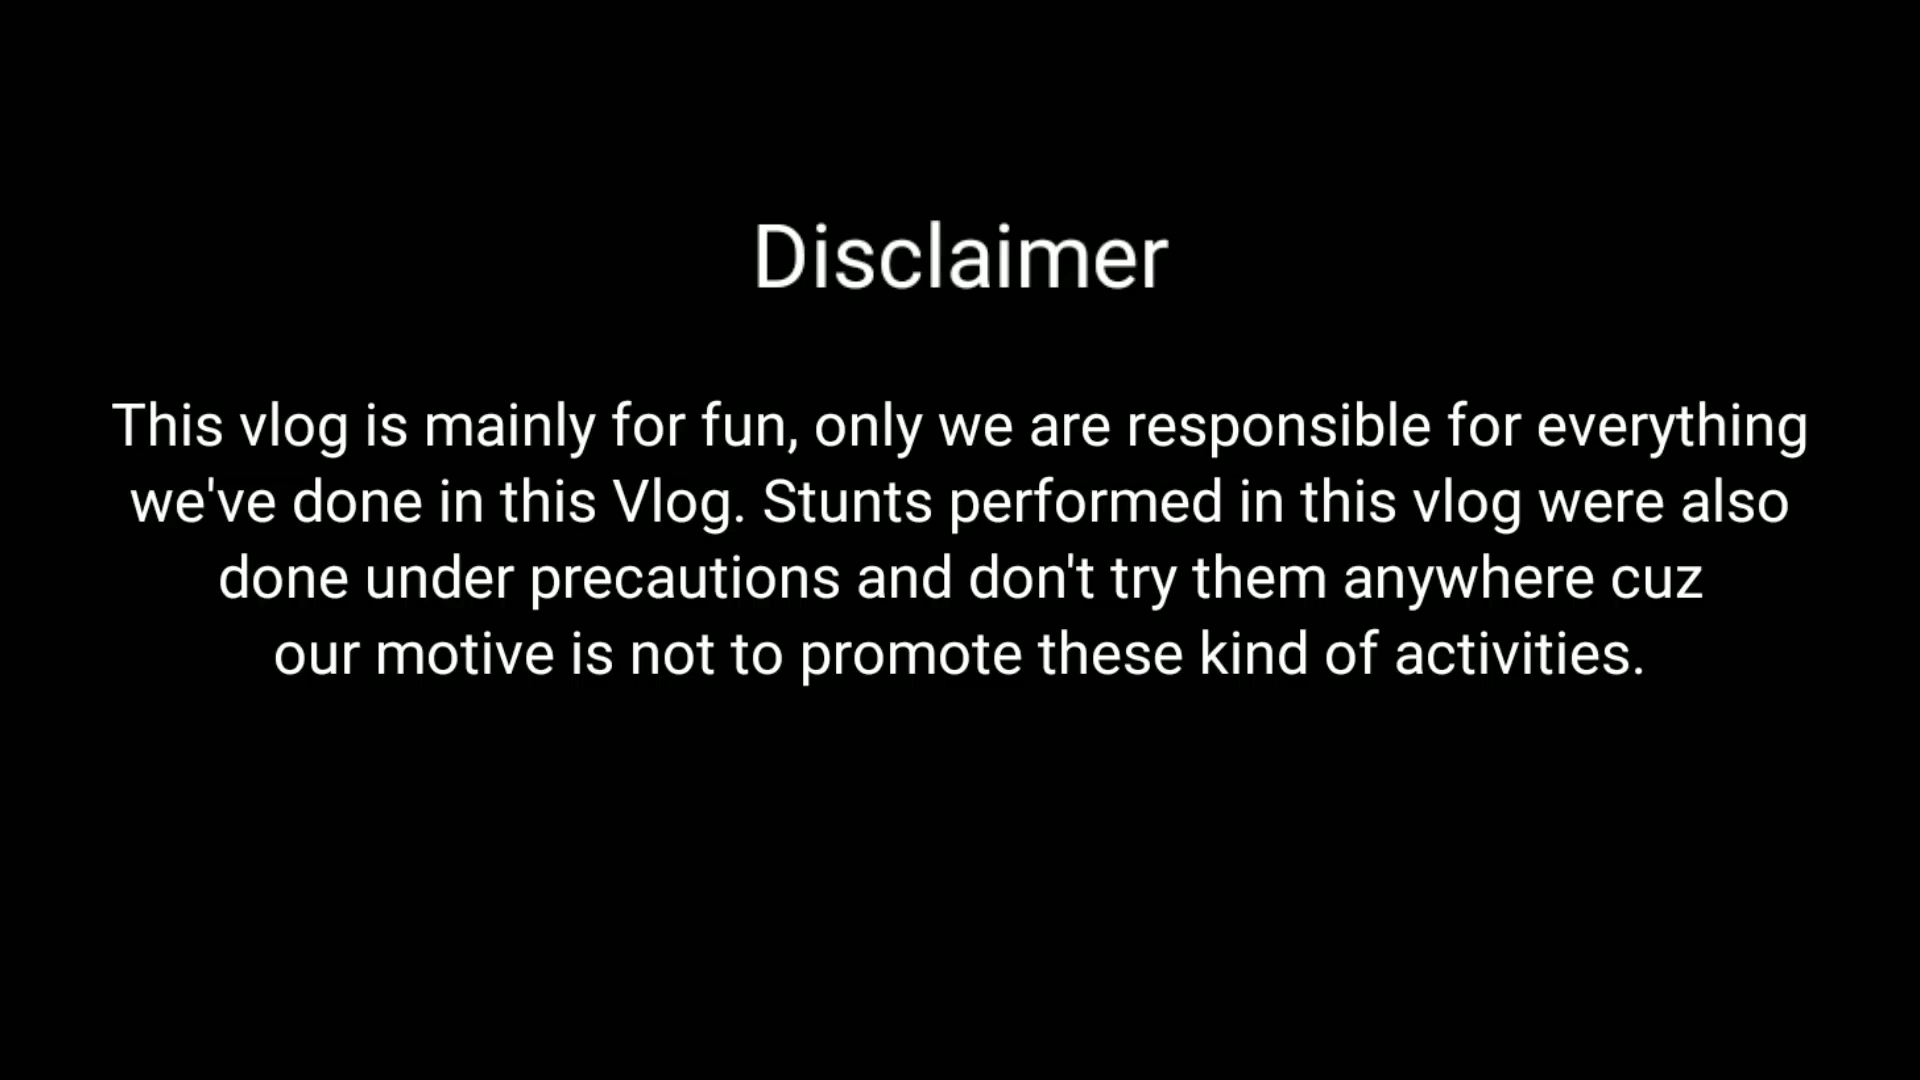 Disclaimer
This vlog is mainly for fun, only we are responsible for everything
we've done in this Vlog. Stunts performed in this vlog were also
done under precautions and don't try them anywhere cuz
our motive is not to promote these kind of activities.